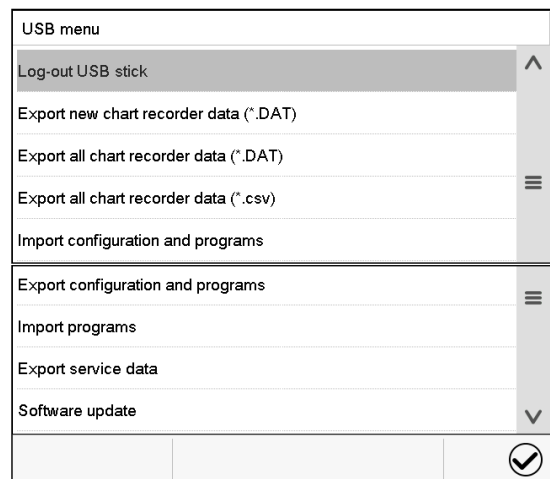 USB menu
Log-out USB stick
Export new chart recorder data (*.DAT)
Export all chart recorder data (*.DAT)
Export all chart recorder data (*.csv)
Import configuration and programs
Export configuration and programs
Import programs
Export service data
Software update